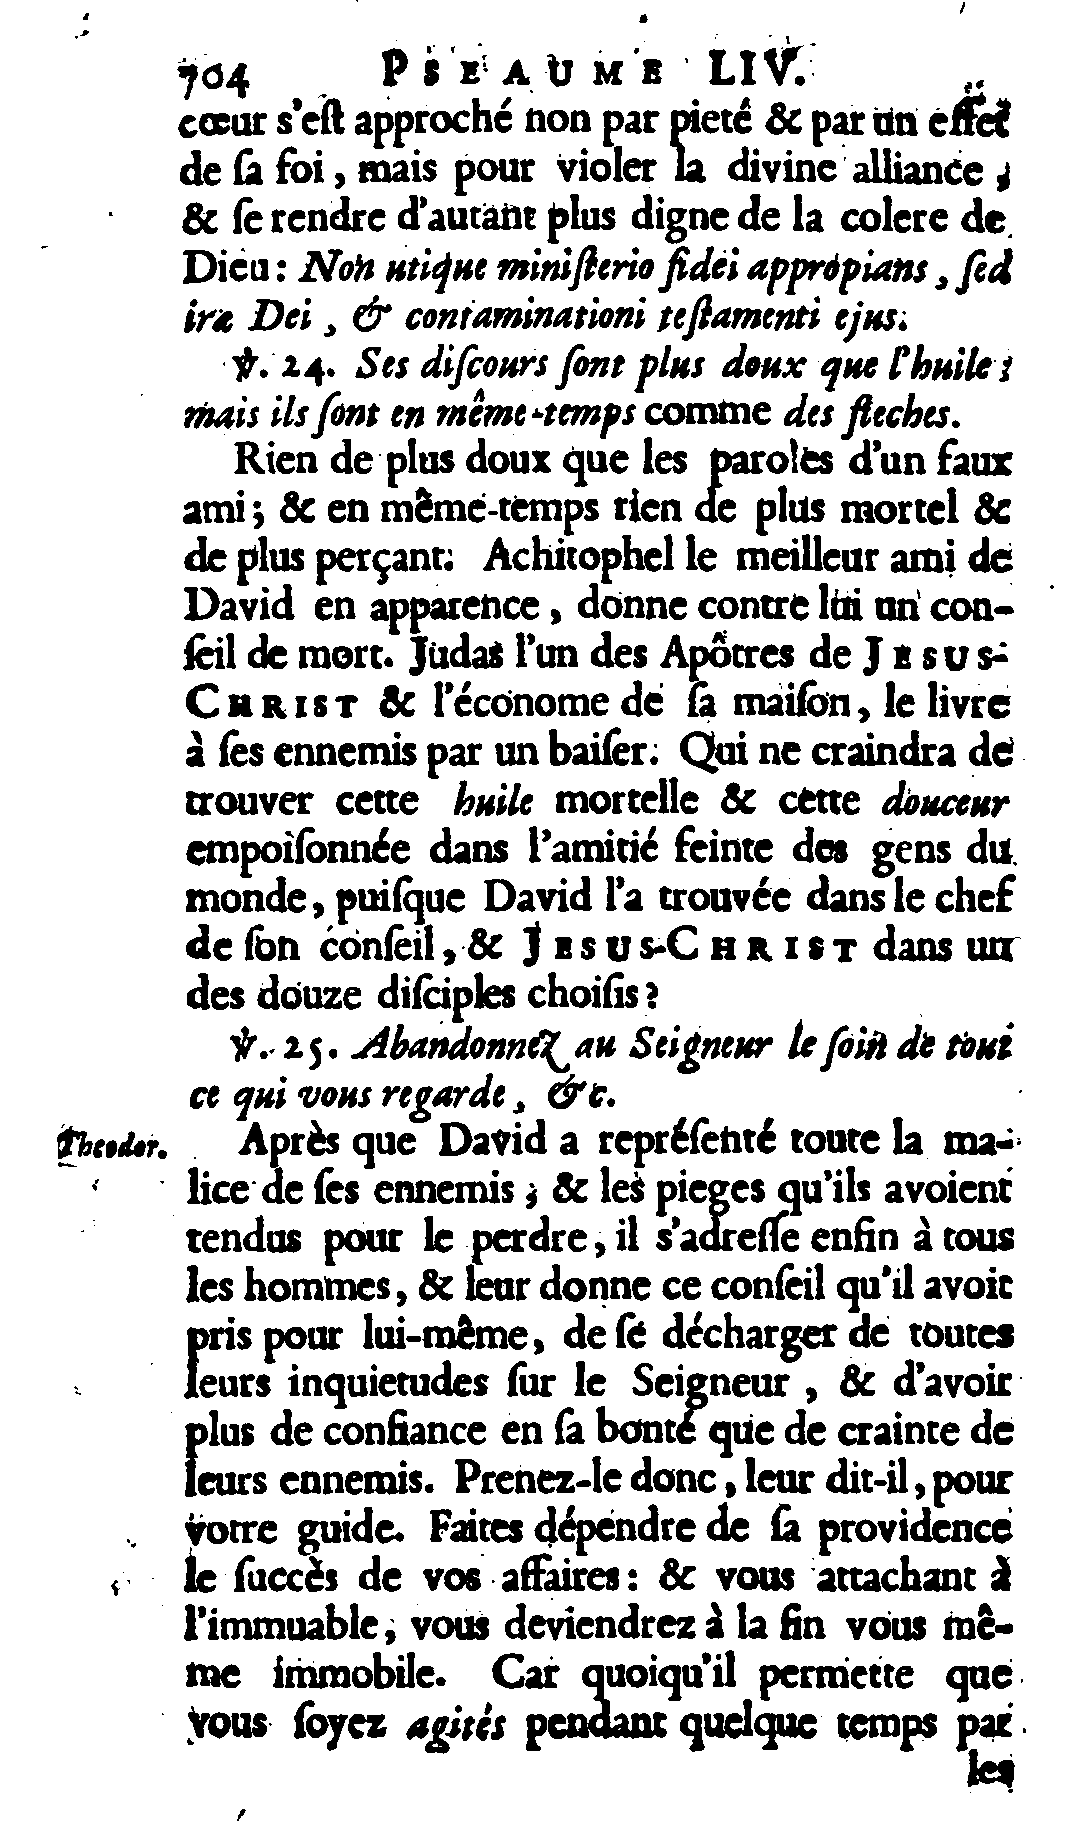 704 PSEAUME LIV.
cœur s'eſt approché non par pieté & par un effet
de ſa foi, mais pour violer la divine alliance,
& ſe rendre d'autant plus digne de la colere de
Dieu: Non utique miniſterio fidei appropians, ſed
iræ Dei, & contaminationi teſtamenti ejus.
℣. 24. Ses diſcours ſont plus doux que l'huile:
mais ils ſont en même-temps comme des fleches.
Rien de plus doux que les paroles d'un faux
ami; & en même-temps rien de plus mortel &
de plus perçant. Achitophel le meilleur ami de
David en apparence, donne contre lui un con-
ſeil de mort. Judas l'un des Apôtres de JESUS-
CHRIST & l'économe de ſa maiſon, le livre
à ſes ennemis par un baiſer. Qui ne craindra de
trouver cette huile mortelle & cette douceur
empoiſonnée dans l'amitié feinte des gens du
monde, puiſque David l'a trouvée dans le chef
de ſon conſeil, & JESUS-CHRIST dans un
des douze diſciples choiſis?
℣. 25. Abandonnez au Seigneur le ſoin de tout
ce qui vous regarde, &c.
Theodor. Après que David a repréſenté toute la ma-
lice de ſes ennemis, & les pieges qu'ils avoient
tendus pour le perdre, il s'adreſſe enfin à tous
les hommes, & leur donne ce conſeil qu'il avoit
pris pour lui-même, de ſe décharger de toutes
leurs inquietudes ſur le Seigneur, & d'avoir
plus de confiance en ſa bonté que de crainte de
leurs ennemis. Prenez-le donc, leur dit-il, pour
votre guide. Faites dépendre de ſa providence
le ſuccès de vos affaires: & vous attachant à
l'immuable, vous deviendrez à la fin vous mê-
me immobile. Car quoiqu'il permette que
vous ſoyez agités pendant quelque temps par
les